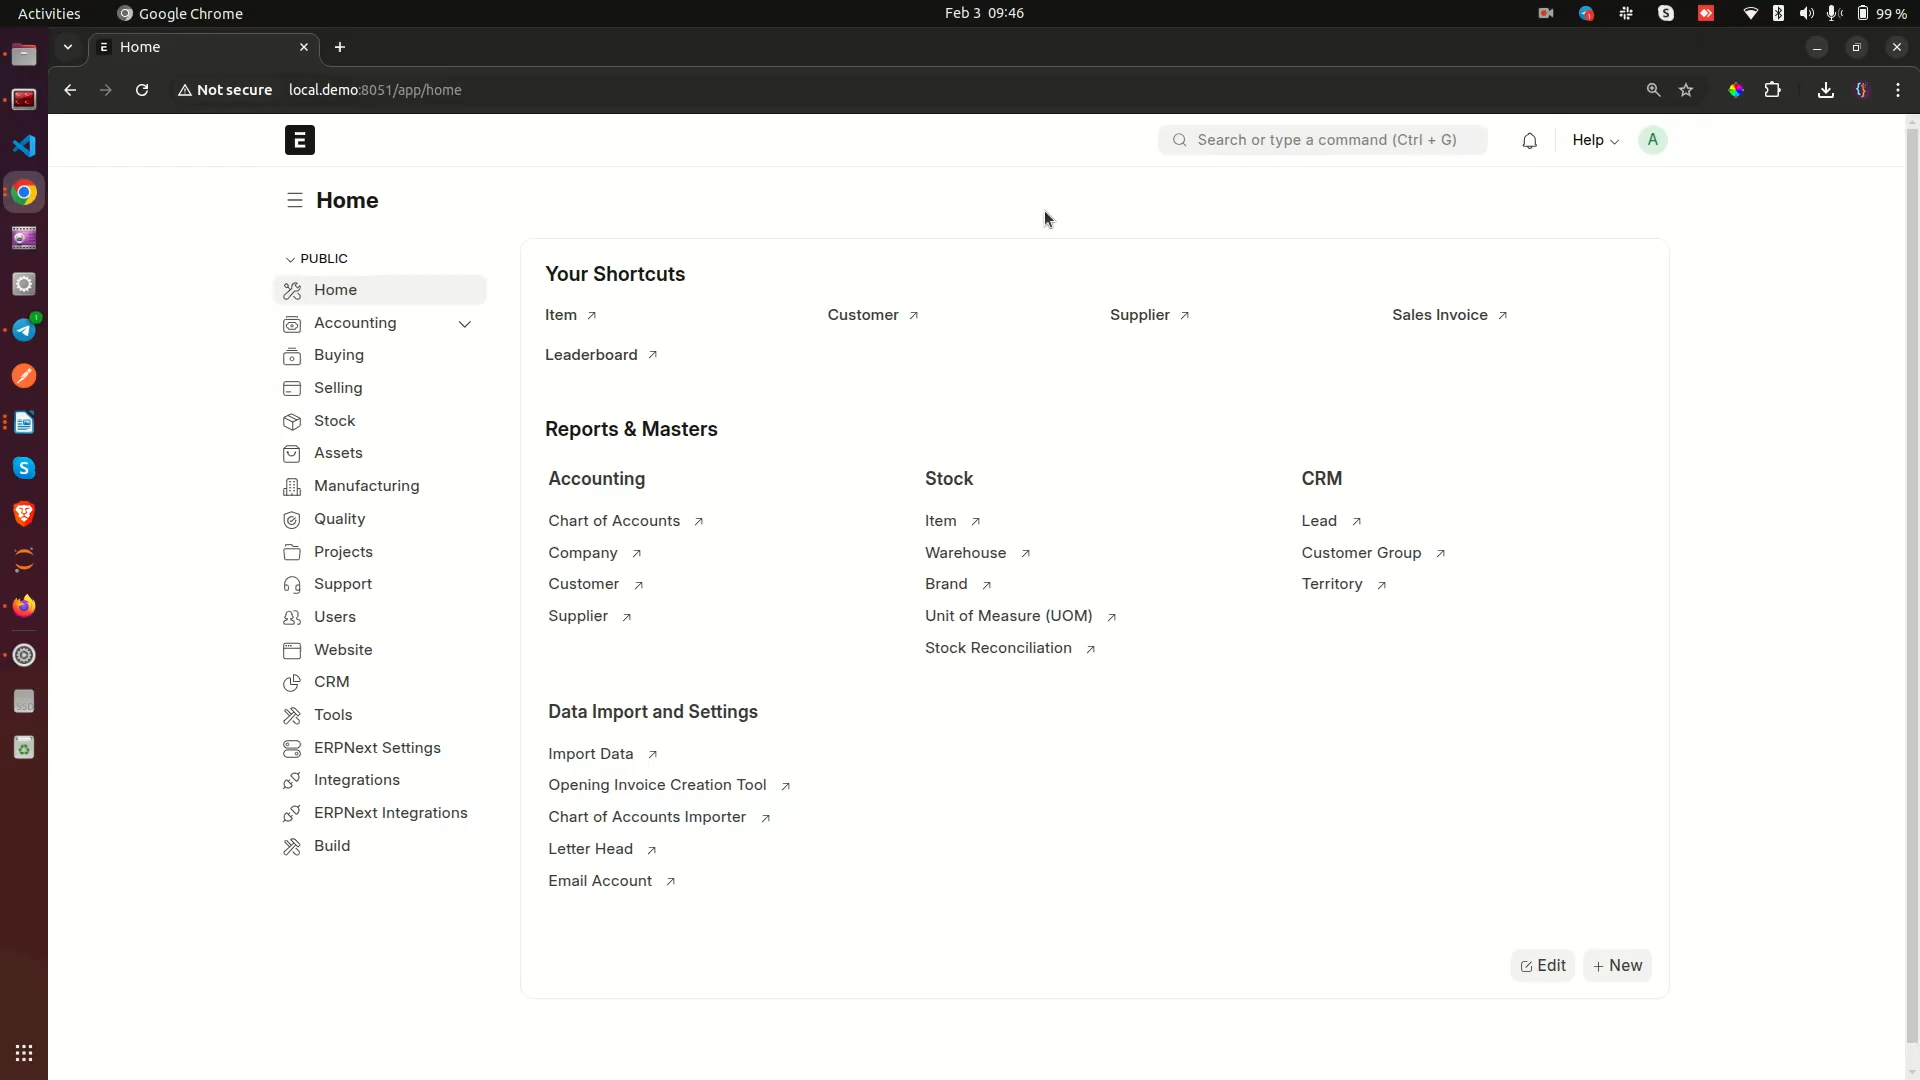 Activities
Google Chrome
Feb 3 09:46
99 %
Home
Not secure
local.demo:8051/app/home
Search or type a command (Ctrl + G)
Help
A
Home
PUBLIC
Home
Accounting
Buying
Selling
Stock
Assets
Manufacturing
Quality
Projects
Support
Users
Website
CRM
Tools
ERPNext Settings
Integrations
ERPNext Integrations
Build
Your Shortcuts
Item
Customer
Supplier
Sales Invoice
Leaderboard
Reports & Masters
Accounting
Chart of Accounts
Company
Customer
Supplier
Stock
Item
Warehouse
Brand
Unit of Measure (UOM)
Stock Reconciliation
CRM
Lead
Customer Group
Territory
Data Import and Settings
Import Data
Opening Invoice Creation Tool
Chart of Accounts Importer
Letter Head
Email Account
Edit
+ New